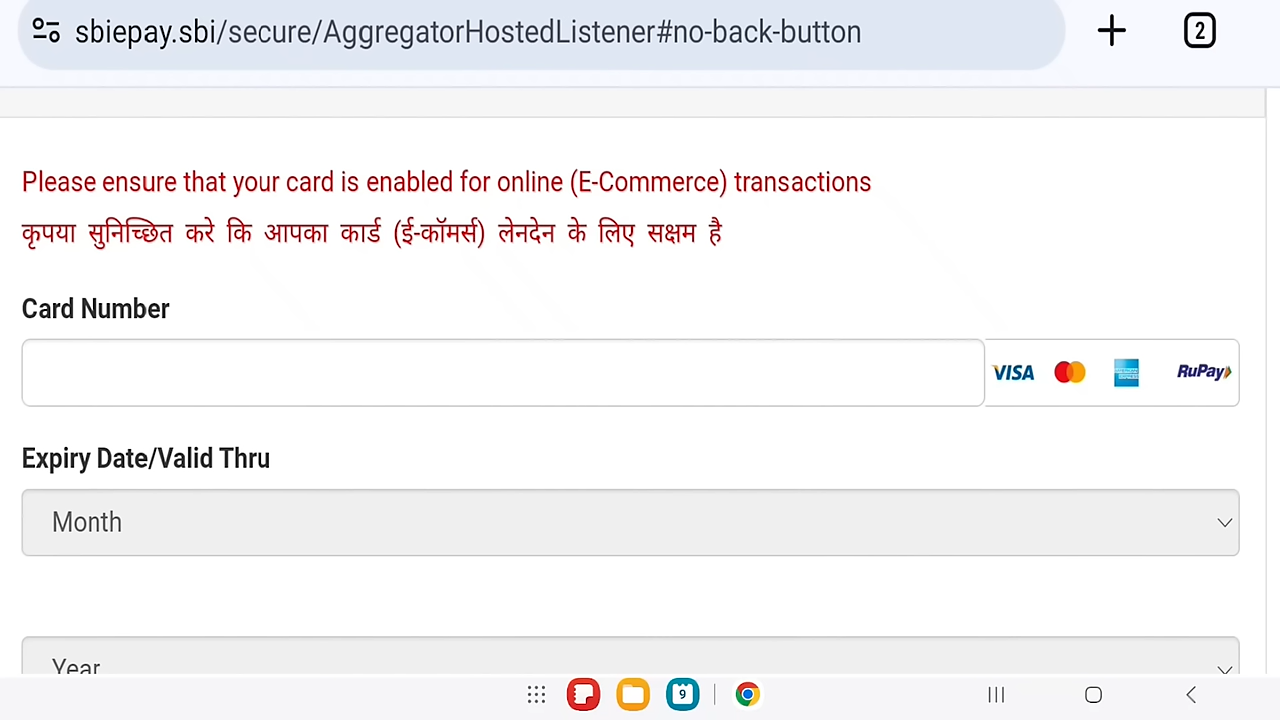 sbiepay.sbi/secure/AggregatorHostedListener#no-back-button
2
Please ensure that your card is enabled for online (E-Commerce) transactions
कृपया सुनिच्छित करे कि आपका कार्ड (ई-कॉमर्स) लेनदेन के लिए सक्षम है
Card Number
VISA RuPay
Expiry Date/Valid Thru
Month
Year
9